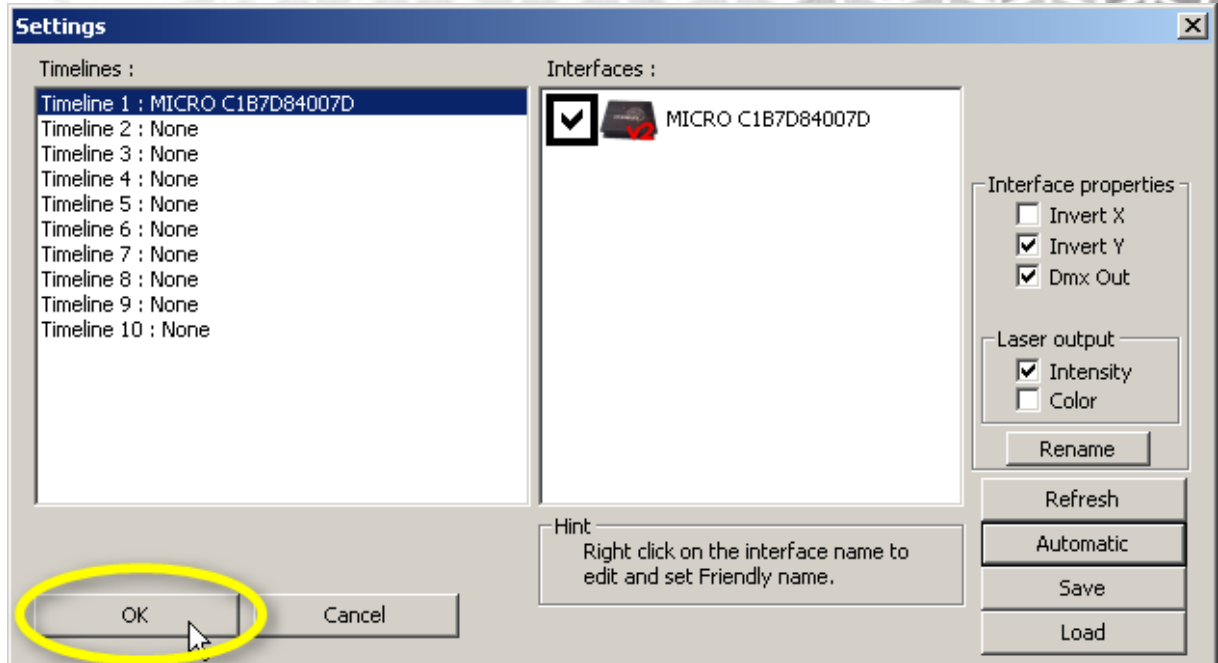 Settings
Timelines :
Timeline 1 : MICRO C1B7D84007D
Timeline 2 : None
Timeline 3 : None
Timeline 4 : None
Timeline 5 : None
Timeline 6 : None
Timeline 7 : None
Timeline 8 : None
Timeline 9 : None
Timeline 10 : None
Interfaces :
V2
MICRO C1B7D84007D
Interface properties
Invert X
Invert Y
Dmx Out
Laser output
Intensity
Color
Rename
Refresh
Automatic
Save
Load
Hint
Right click on the interface name to
edit and set Friendly name.
OK
Cancel